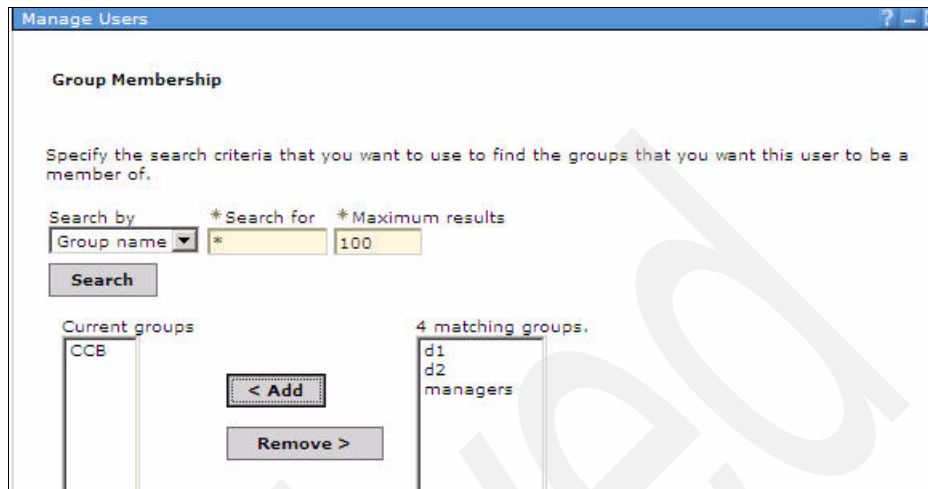 Manage Users ? –
Group Membership
Specify the search criteria that you want to use to find the groups that you want this user to be a
member of.
Search by *Search for *Maximum results
Group name * 100
Search
Current groups 4 matching groups.
CCB d1
d2
< Add managers
Remove >